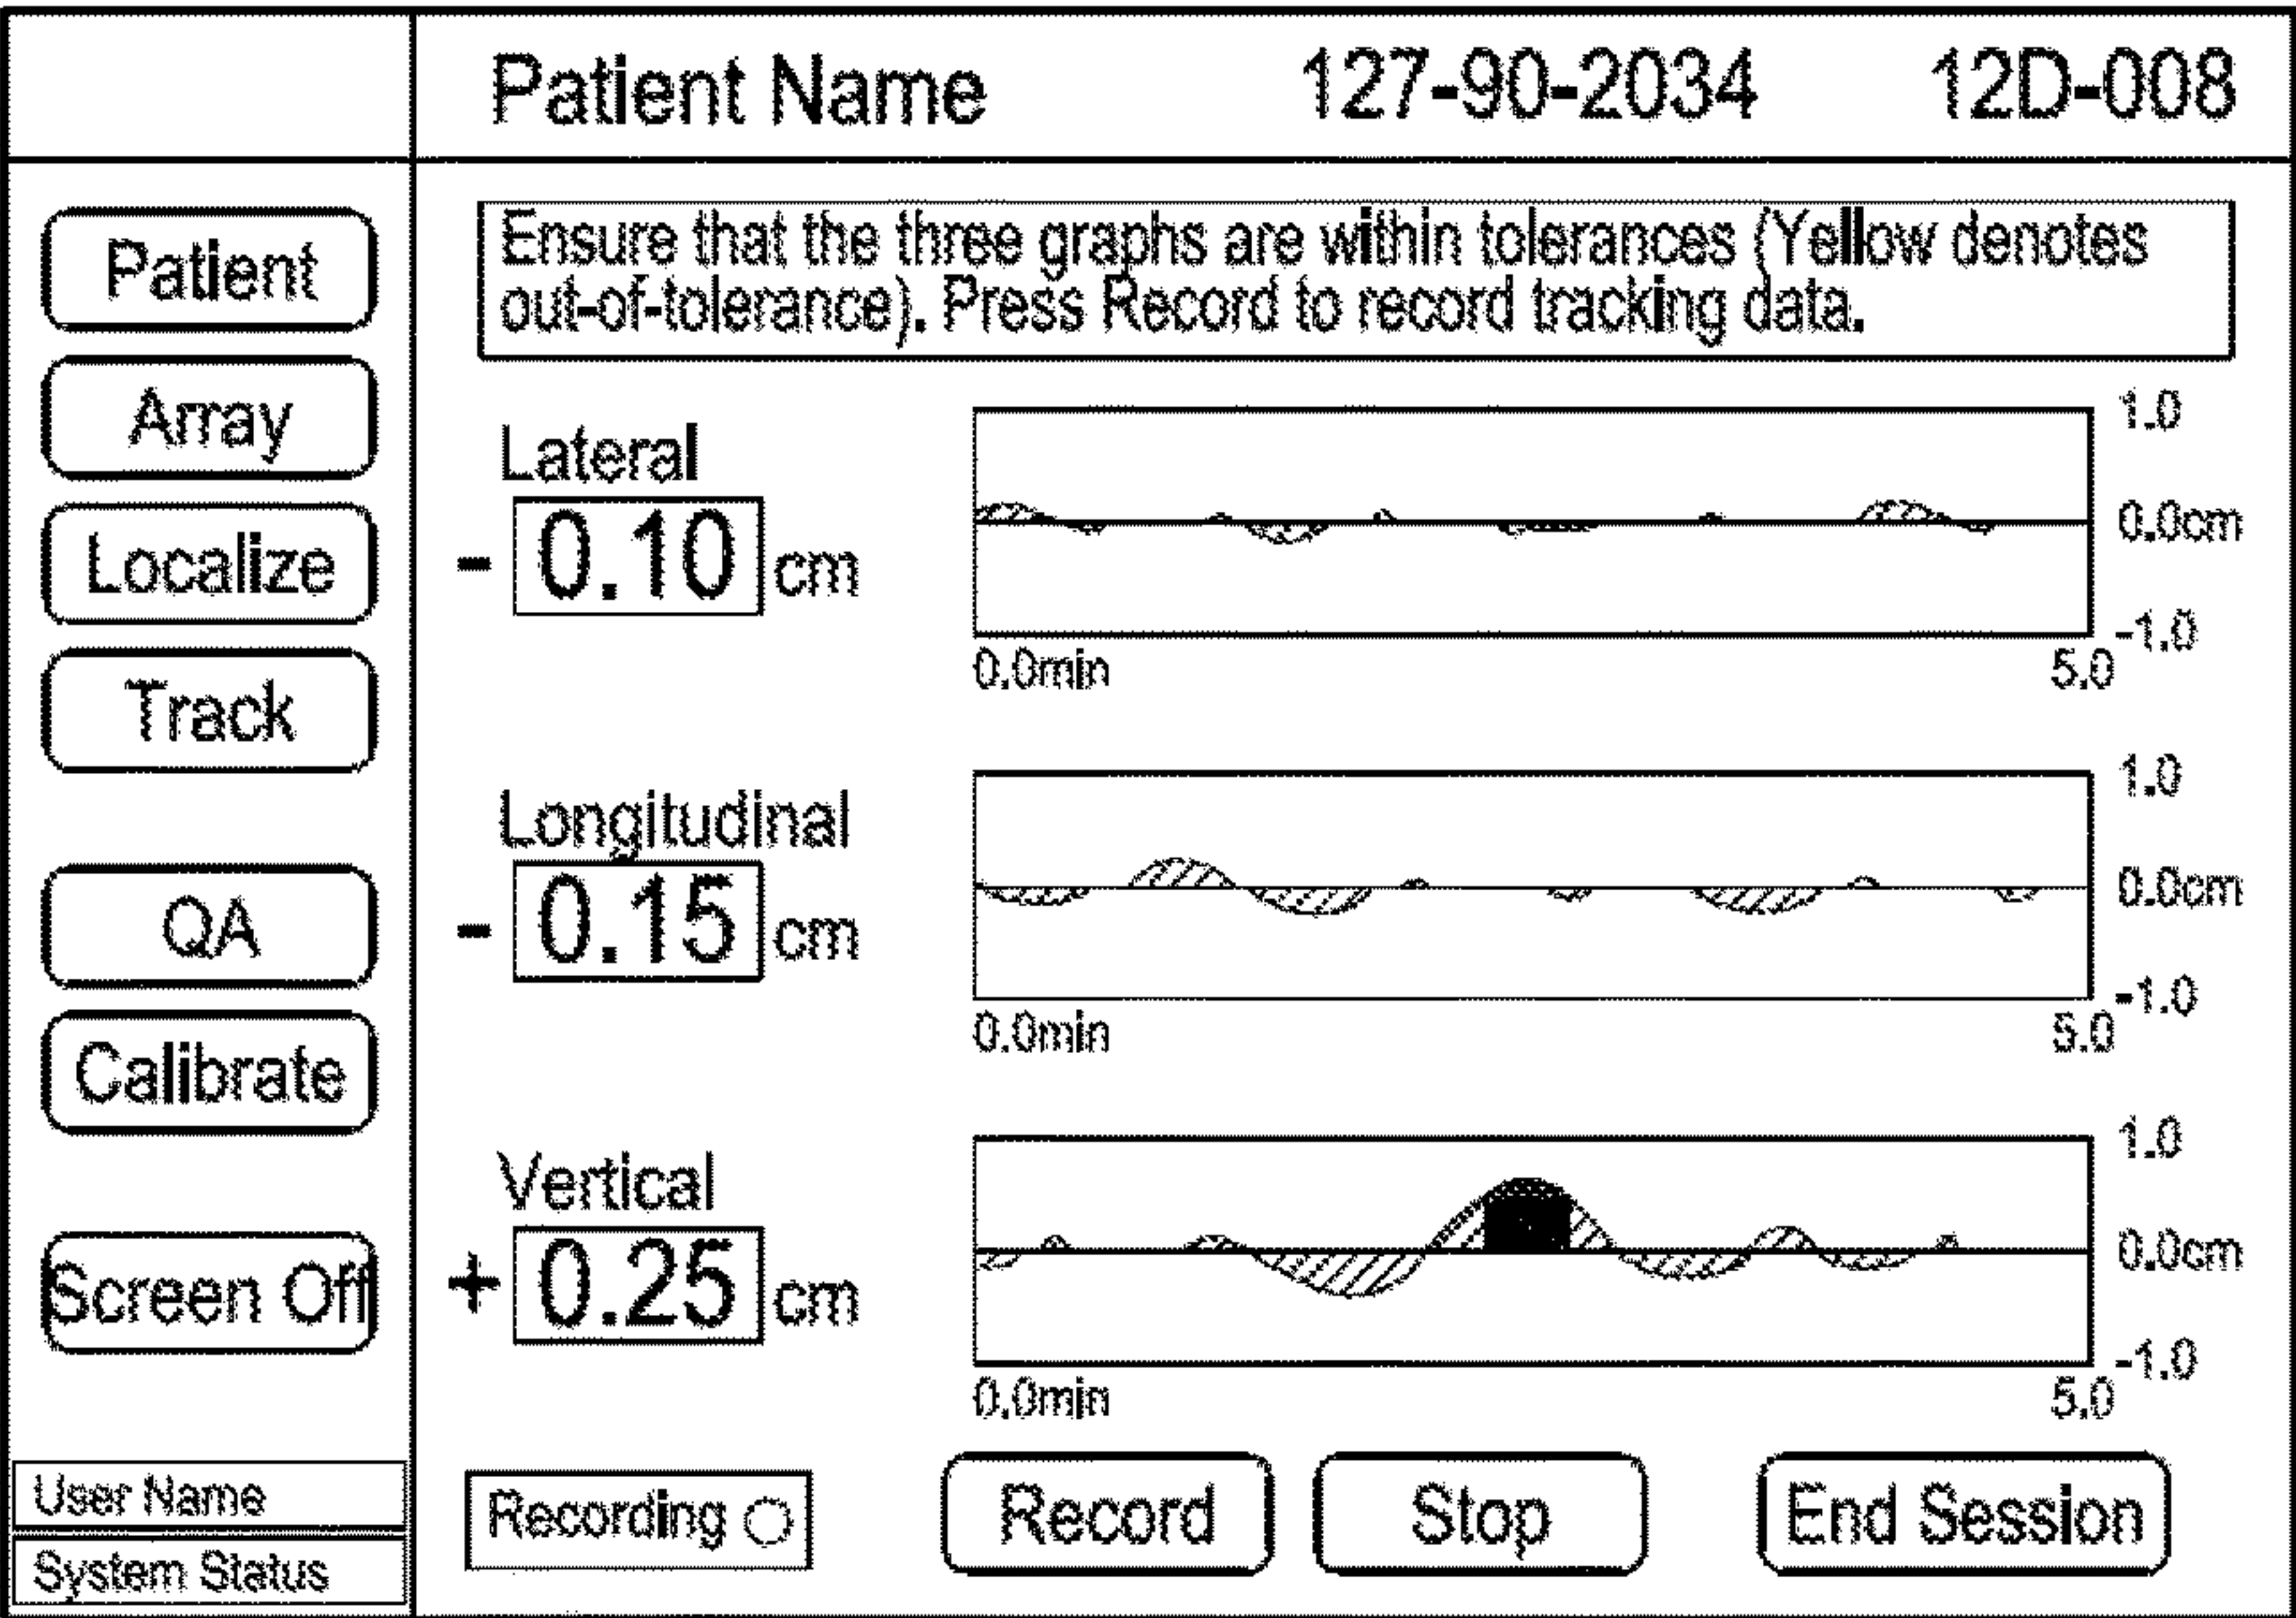 Patient Name 127-90-2034 12D-008
Patient
Array
Localize
Track
QA
Calibrate
Screen Off
User Name
System Status
Ensure that the three graphs are within tolerances (Yellow denotes
out-of-tolerance). Press Record to record tracking data.
Lateral
- 0.10 cm
1.0
0.0cm
-1.0
0.0min 5.0
Longitudinal
- 0.15 cm
1.0
0.0cm
-1.0
0.0min 5.0
Vertical
+ 0.25 cm
1.0
0.0cm
-1.0
0.0min 5.0
Recording Record Stop End Session